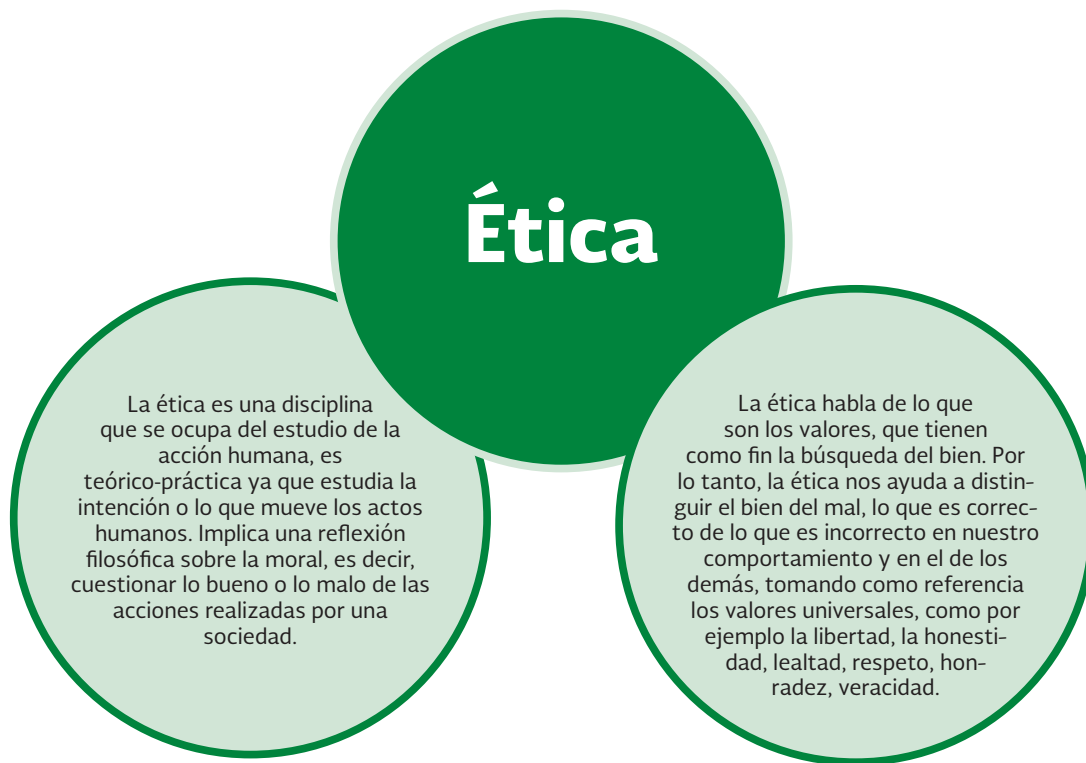 Ética
La ética es una disciplina
que se ocupa del estudio de la
acción humana, es
teórico-práctica ya que estudia la
intención o lo que mueve los actos
humanos. Implica una reflexión
filosófica sobre la moral, es decir,
cuestionar lo bueno o lo malo de las
acciones realizadas por una
sociedad.
La ética habla de lo que
son los valores, que tienen
como fin la búsqueda del bien. Por
lo tanto, la ética nos ayuda a distin-
guir el bien del mal, lo que es correc-
to de lo que es incorrecto en nuestro
comportamiento y en el de los
demás, tomando como referencia
los valores universales, como por
ejemplo la libertad, la honesti-
dad, lealtad, respeto, hon-
radez, veracidad.